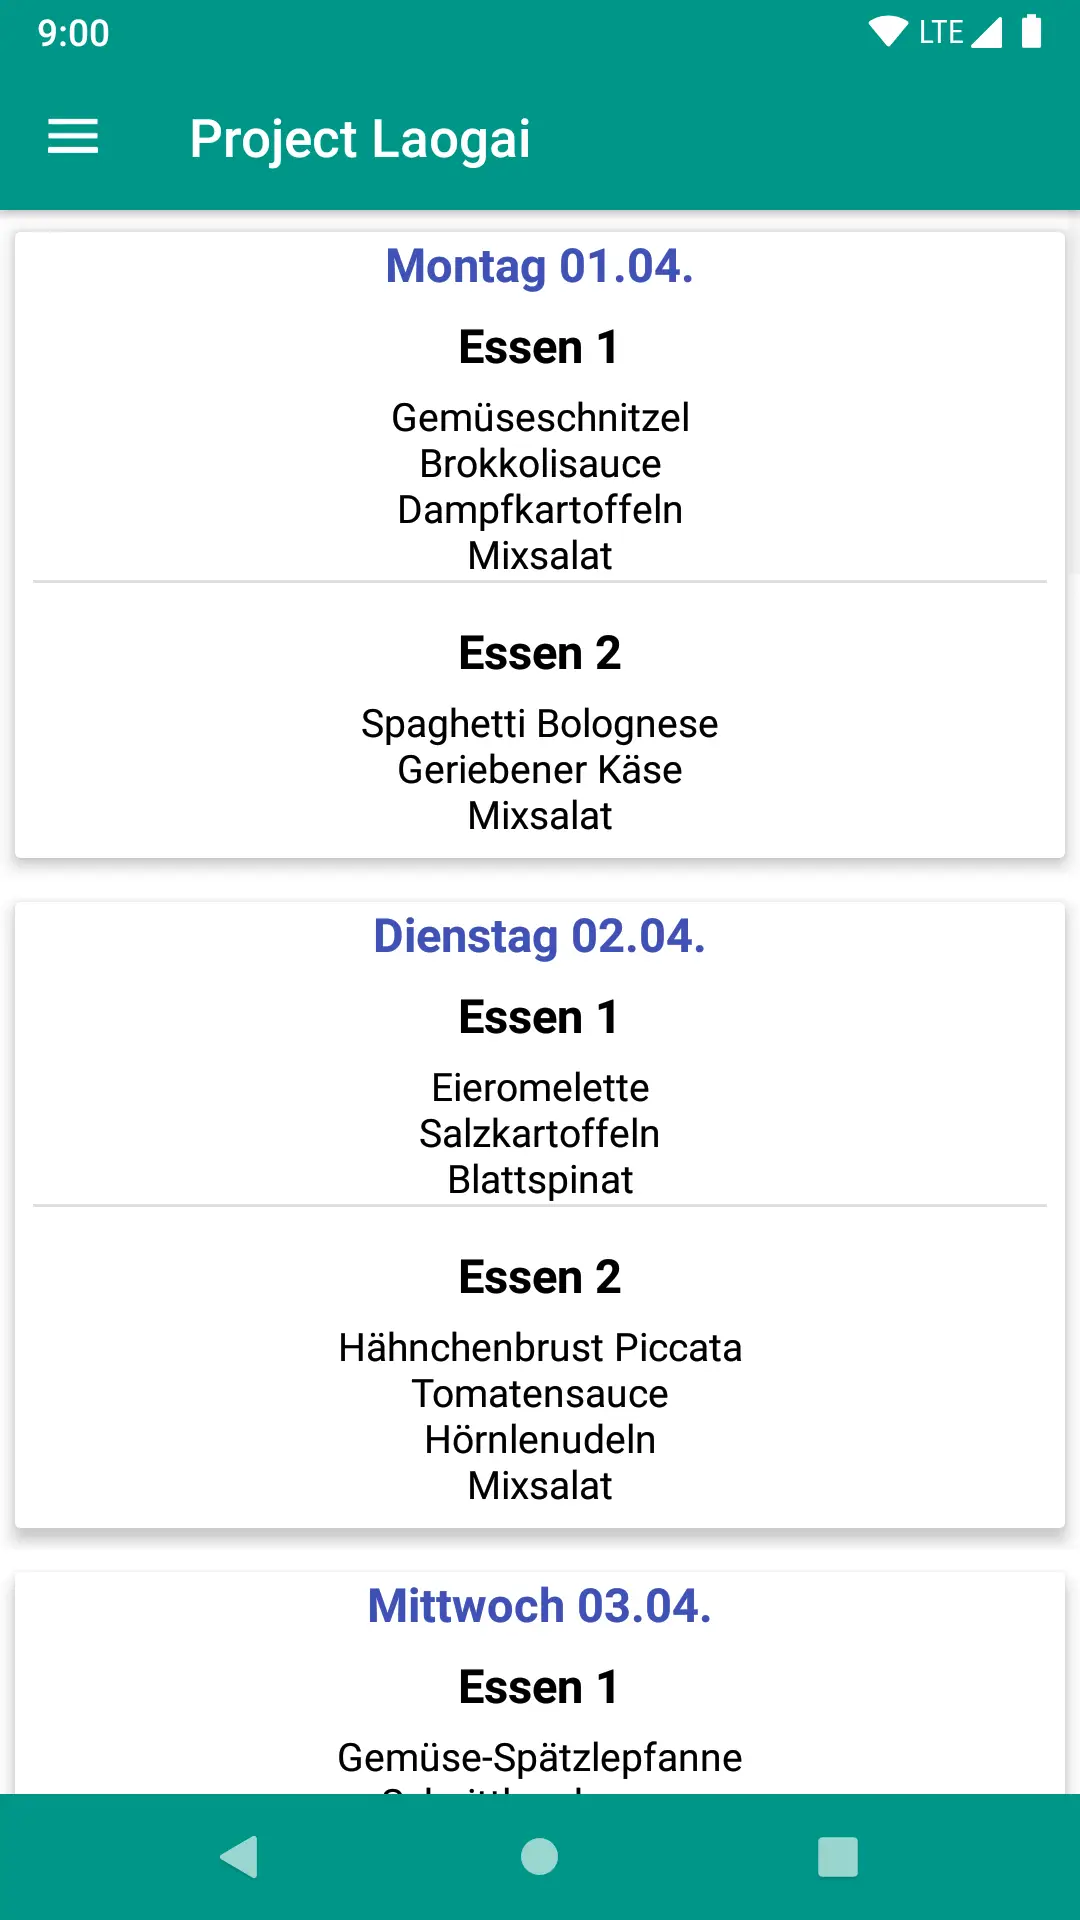 9:00
LTE
Project Laogai
Montag 01.04.
Essen 1
Gemüseschnitzel
Brokkolisauce
Dampfkartoffeln
Mixsalat
Essen 2
Spaghetti Bolognese
Geriebener Käse
Mixsalat
Dienstag 02.04.
Essen 1
Eieromelette
Salzkartoffeln
Blattspinat
Essen 2
Hähnchenbrust Piccata
Tomatensauce
Hörnlenudeln
Mixsalat
Mittwoch 03.04.
Essen 1
Gemüse-Spätzlepfanne